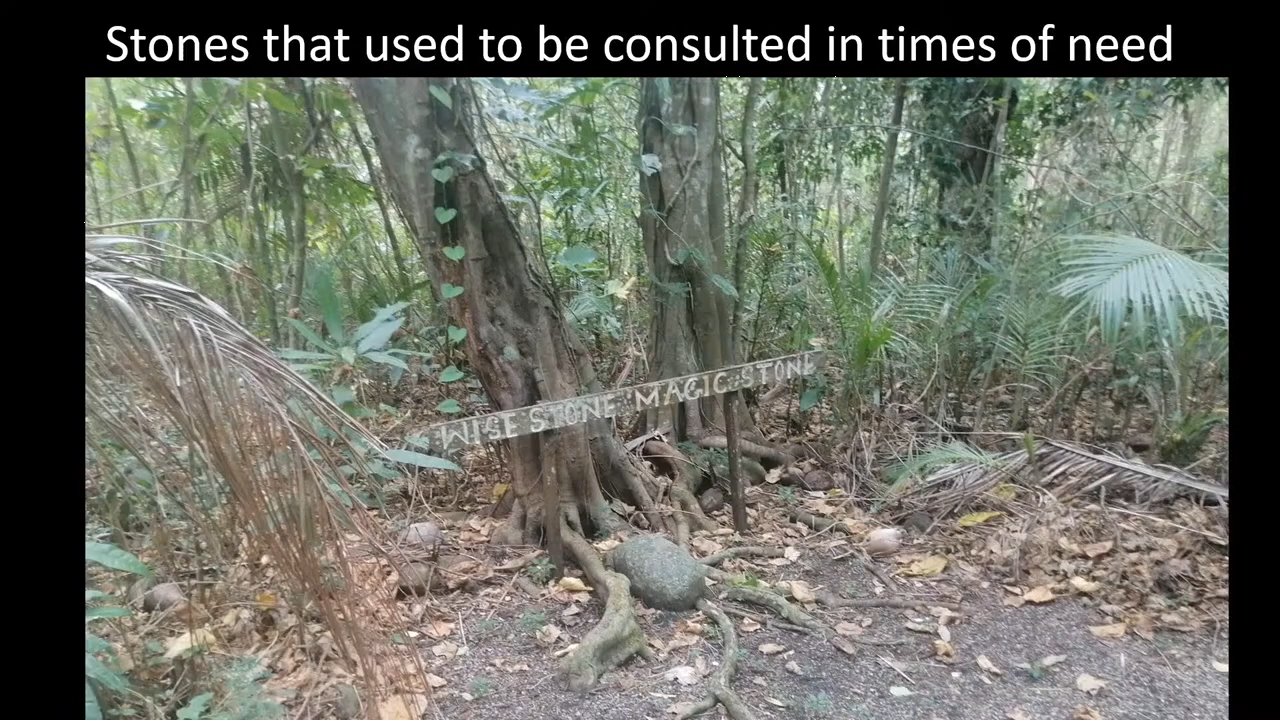 Stones that used to be consulted in times of need
WISE STONE MAGIC STONE